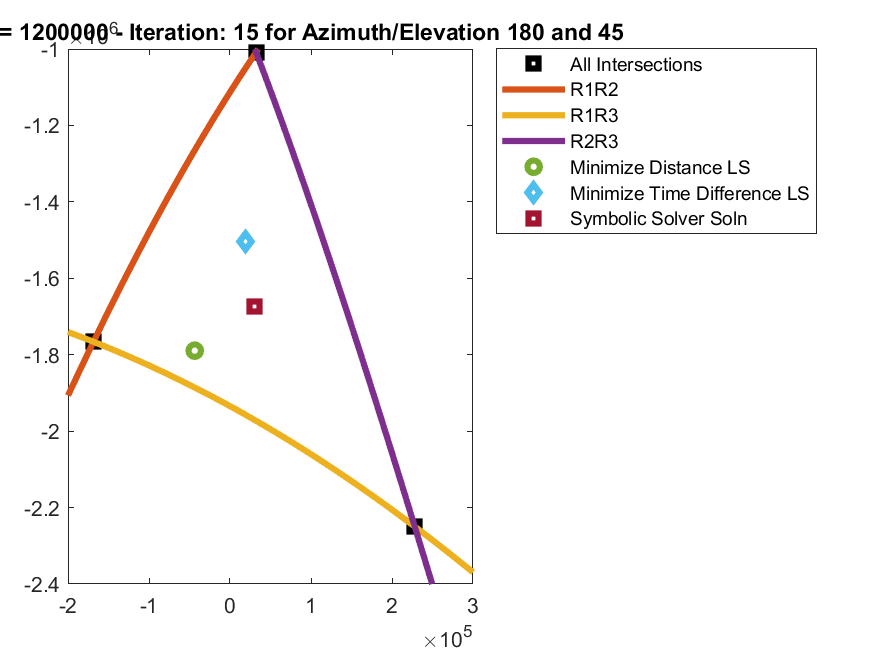 = 1200000 - Iteration: 15 for Azimuth/Elevation 180 and 45
×10⁶
-1
-1.2
-1.4
-1.6
-1.8
-2
-2.2
-2.4
-2 -1 0 1 2 3
×10⁵
All Intersections
R1R2
R1R3
R2R3
Minimize Distance LS
Minimize Time Difference LS
Symbolic Solver Soln